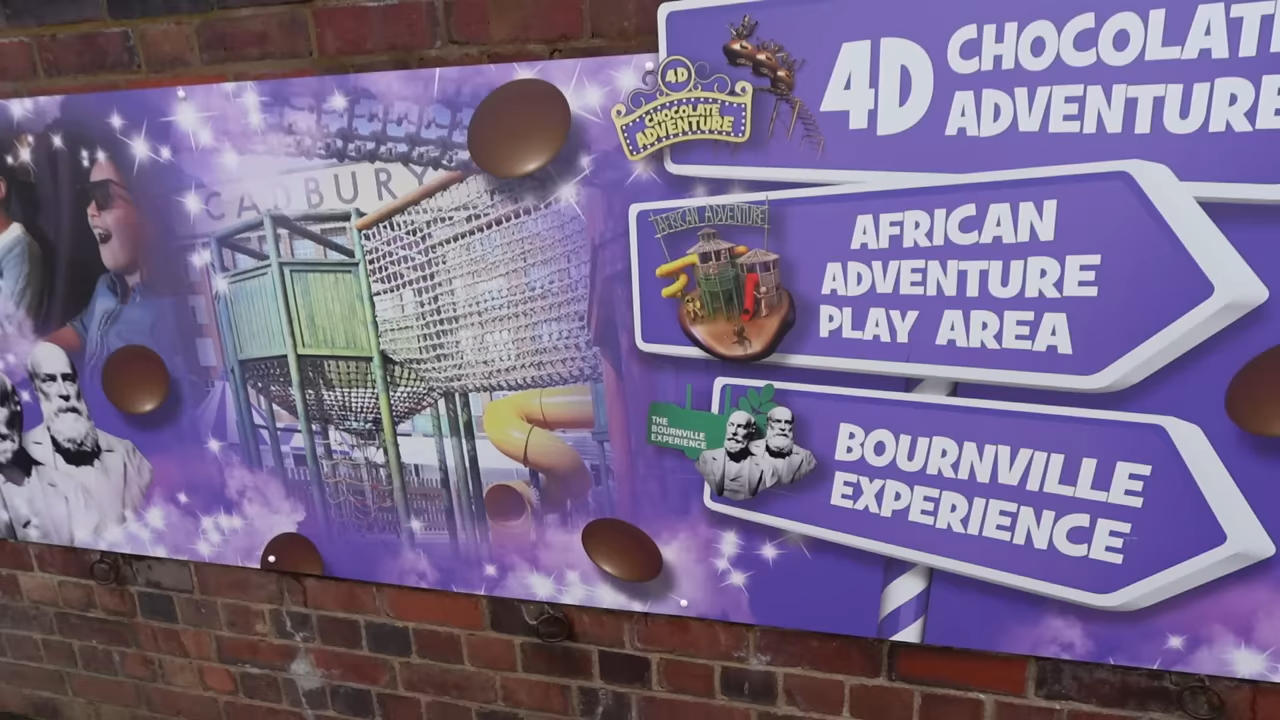 CADBURY
4D
CHOCOLATE
ADVENTURE
4D CHOCOLATE
ADVENTURE
AFRICAN ADVENTURE
AFRICAN
ADVENTURE
PLAY AREA
THE
BOURNVILLE
EXPERIENCE
BOURNVILLE
EXPERIENCE